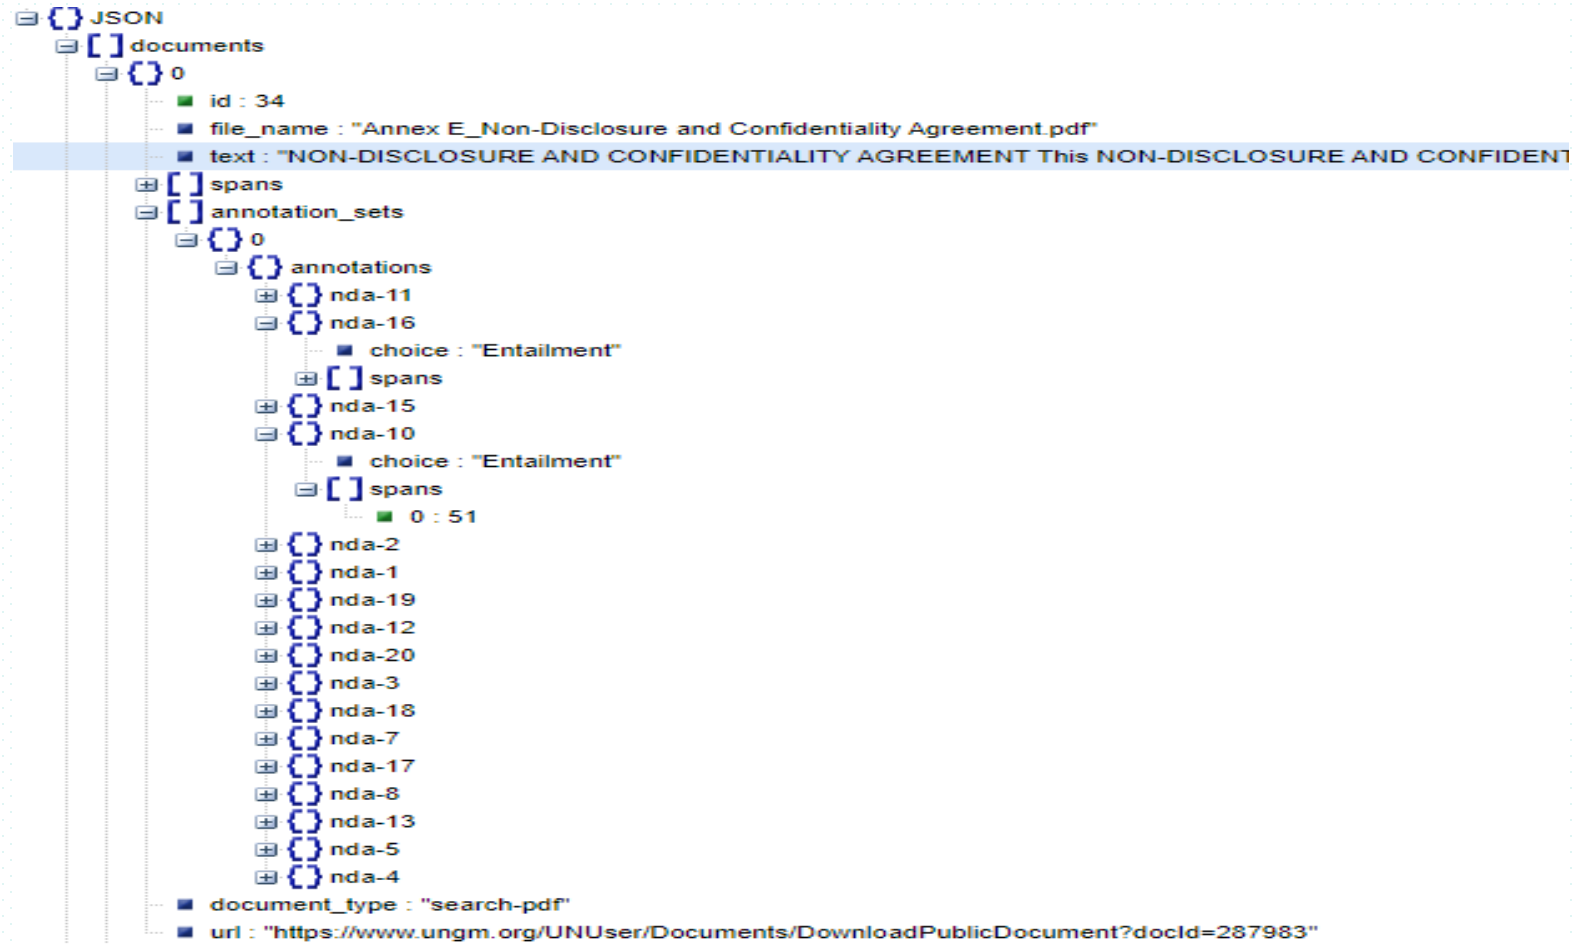 {} JSON
[] documents
{} 0
id : 34
file_name : "Annex E_Non-Disclosure and Confidentiality Agreement.pdf"
text : "NON-DISCLOSURE AND CONFIDENTIALITY AGREEMENT This NON-DISCLOSURE AND CONFIDENT
[] spans
[] annotation_sets
{} 0
{} annotations
{} nda-11
{} nda-16
choice : "Entailment"
[] spans
{} nda-15
{} nda-10
choice : "Entailment"
[] spans
0 : 51
{} nda-2
{} nda-1
{} nda-19
{} nda-12
{} nda-20
{} nda-3
{} nda-18
{} nda-7
{} nda-17
{} nda-8
{} nda-13
{} nda-5
{} nda-4
document_type : "search-pdf"
url : "https://www.ungm.org/UNUser/Documents/DownloadPublicDocument?docId=287983"